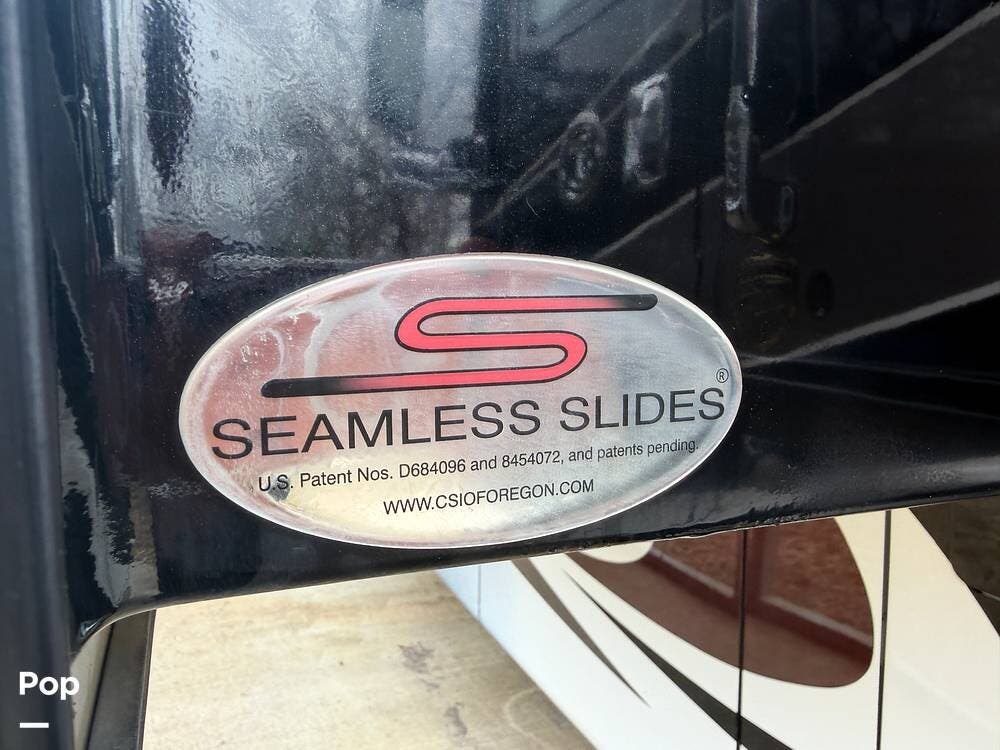 SEAMLESS SLIDES®
U.S. Patent Nos. D684096 and 8454072, and patents pending.
WWW.CSIOFOREGON.COM
Pop